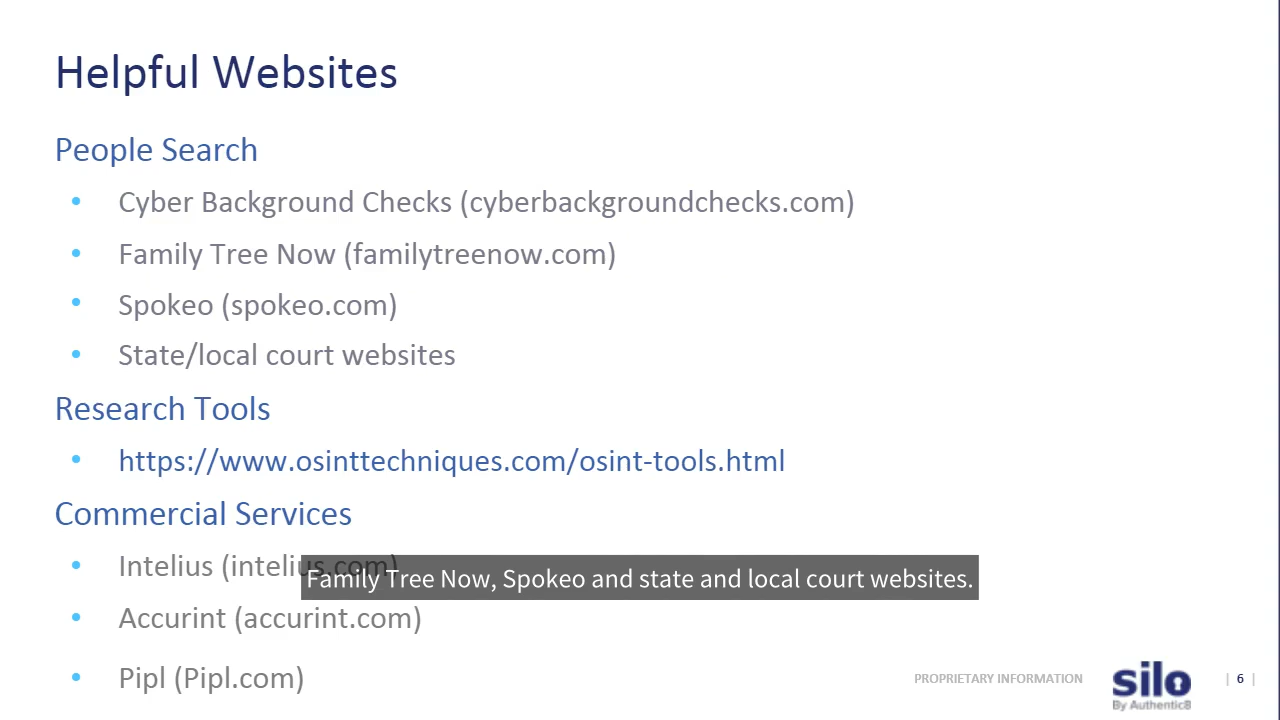 Helpful Websites
People Search
• Cyber Background Checks (cyberbackgroundchecks.com)
• Family Tree Now (familytreenow.com)
• Spokeo (spokeo.com)
• State/local court websites
Research Tools
• https://www.osinttechniques.com/osint-tools.html
Commercial Services
• Intelius (intelius.com)
Family Tree Now, Spokeo and state and local court websites.
• Accurint (accurint.com)
• Pipl (Pipl.com)
PROPRIETARY INFORMATION
silo
By Authentic8
| 6 |